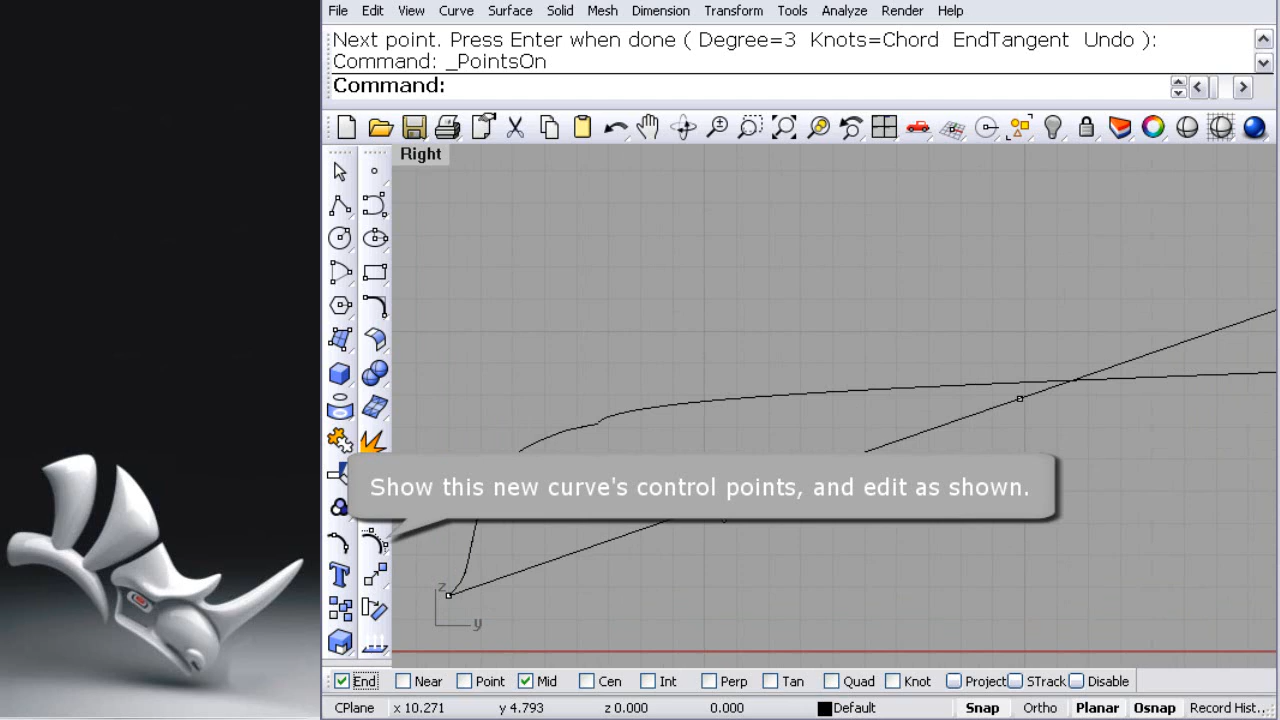 File Edit View Curve Surface Solid Mesh Dimension Transform Tools Analyze Render Help
Next point. Press Enter when done ( Degree=3 Knots=Chord EndTangent Undo ):
Command: _PointsOn
Command:
Right
Show this new curve's control points, and edit as shown.
z
y
End Near Point Mid Cen Int Perp Tan Quad Knot Project STrack Disable
CPlane x 10.271 y 4.793 z 0.000 0.000 Default Snap Ortho Planar Osnap Record Hist...